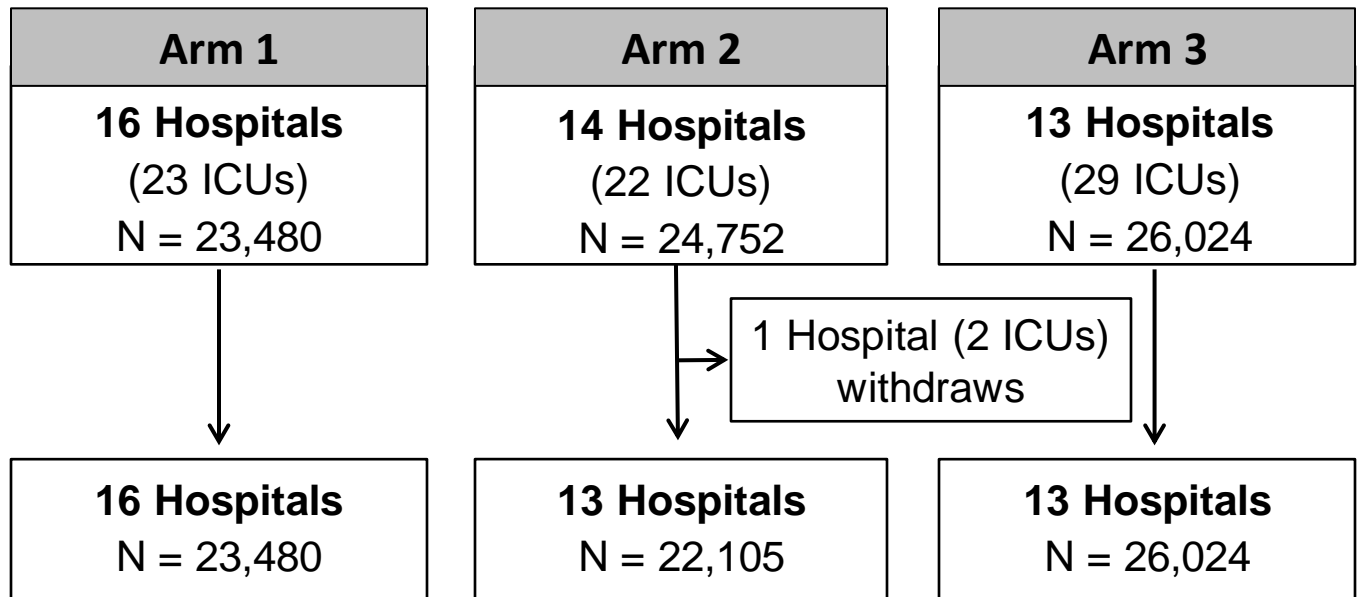 Arm 1
16 Hospitals
(23 ICUs)
N = 23,480
Arm 2
14 Hospitals
(22 ICUs)
N = 24,752
Arm 3
13 Hospitals
(29 ICUs)
N = 26,024
1 Hospital (2 ICUs)
withdraws
16 Hospitals
N = 23,480
13 Hospitals
N = 22,105
13 Hospitals
N = 26,024